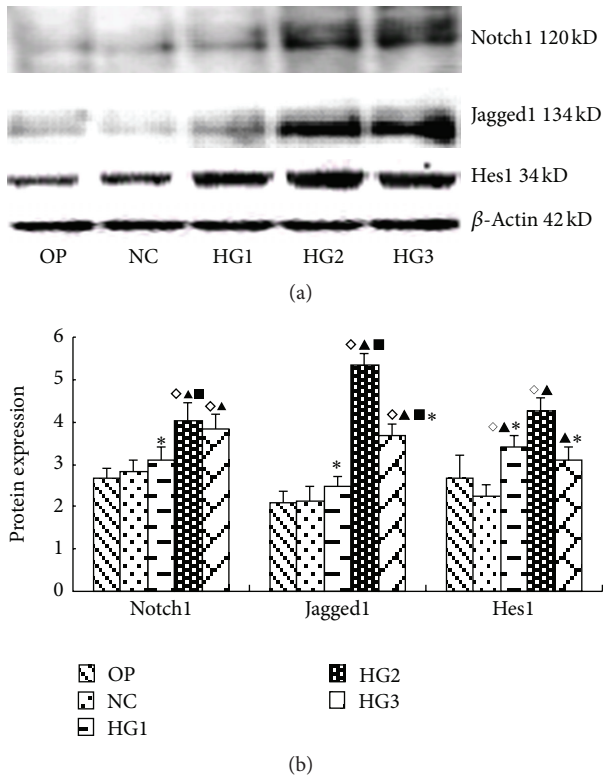 Notch1 120 kD
Jagged1 134 kD
Hes1 34 kD
β-Actin 42 kD
OP NC HG1 HG2 HG3
(a)
Protein expression
6
5
4
3
2
1
0
*
*
*
*
*
Notch1 Jagged1 Hes1
OP HG2
NC HG3
HG1
(b)